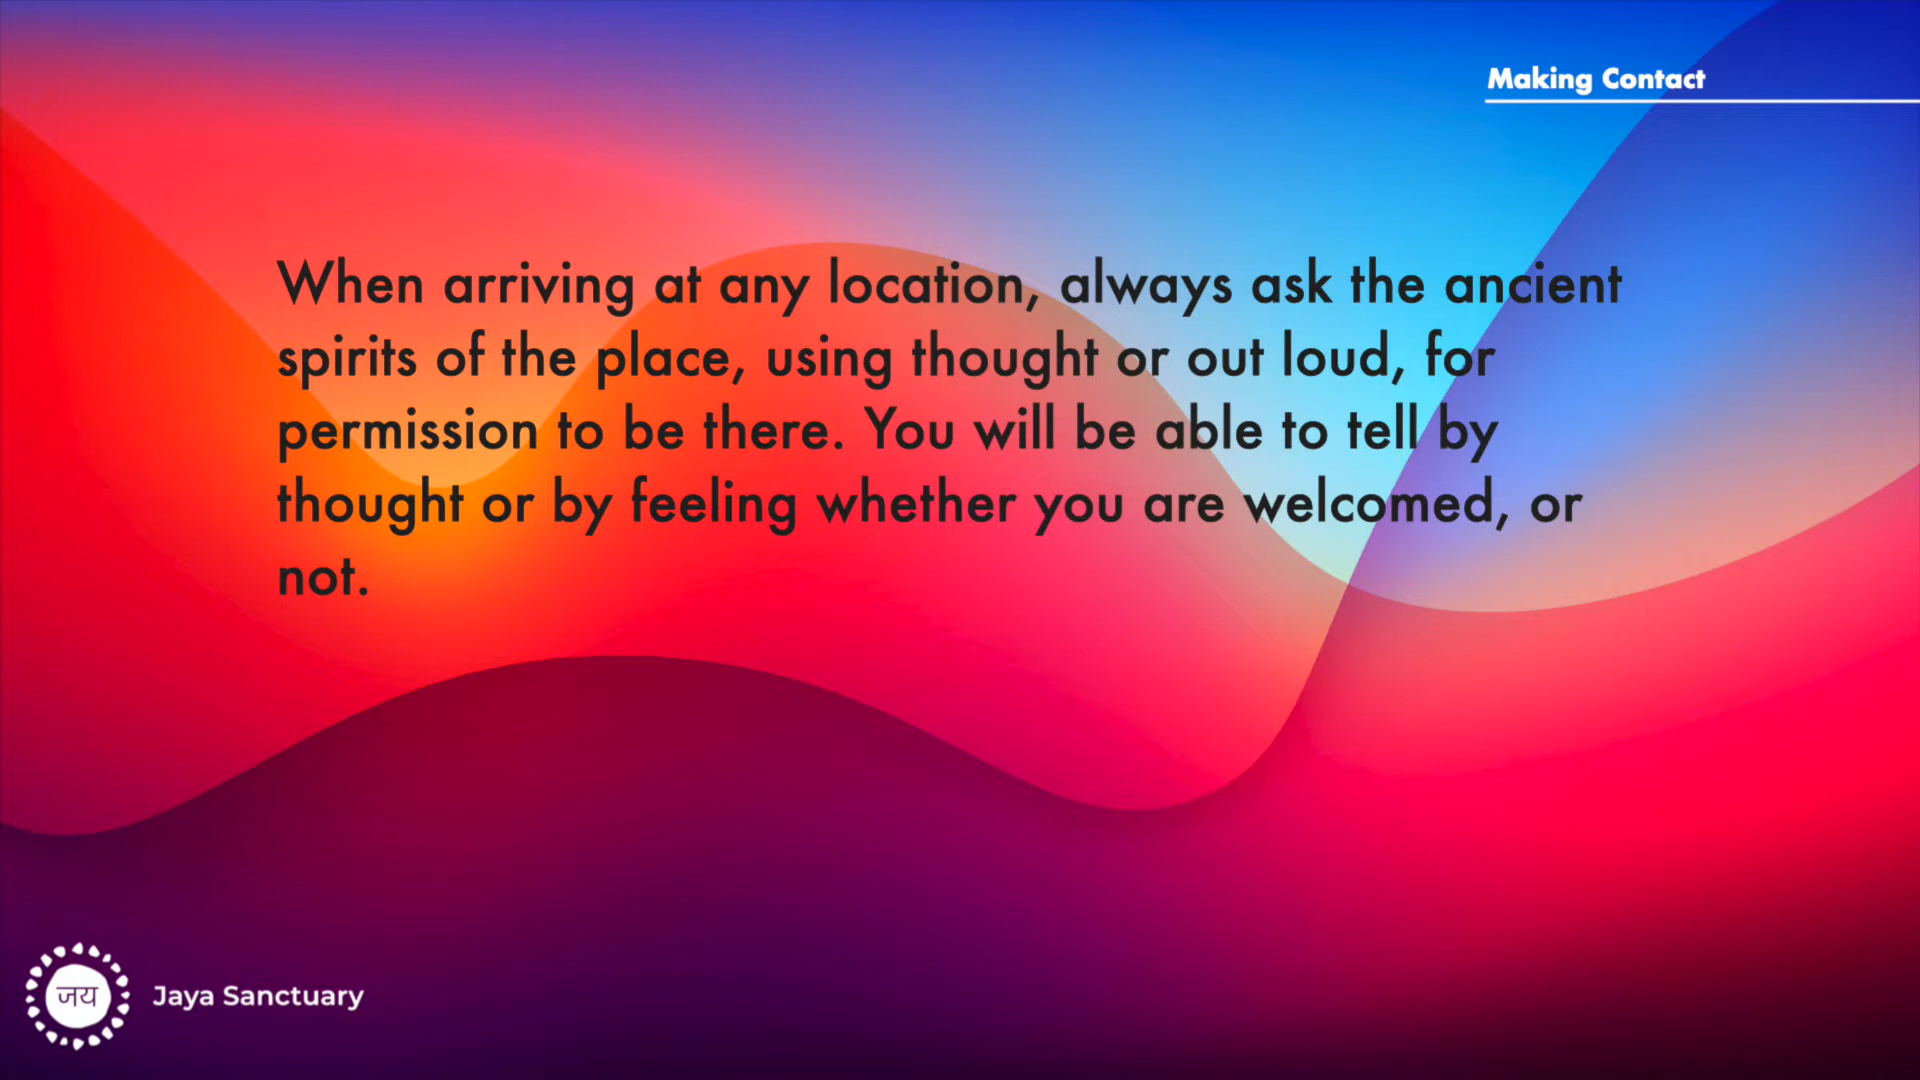 Making Contact
When arriving at any location, always ask the ancient
spirits of the place, using thought or out loud, for
permission to be there. You will be able to tell by
thought or by feeling whether you are welcomed, or
not.
जय
Jaya Sanctuary